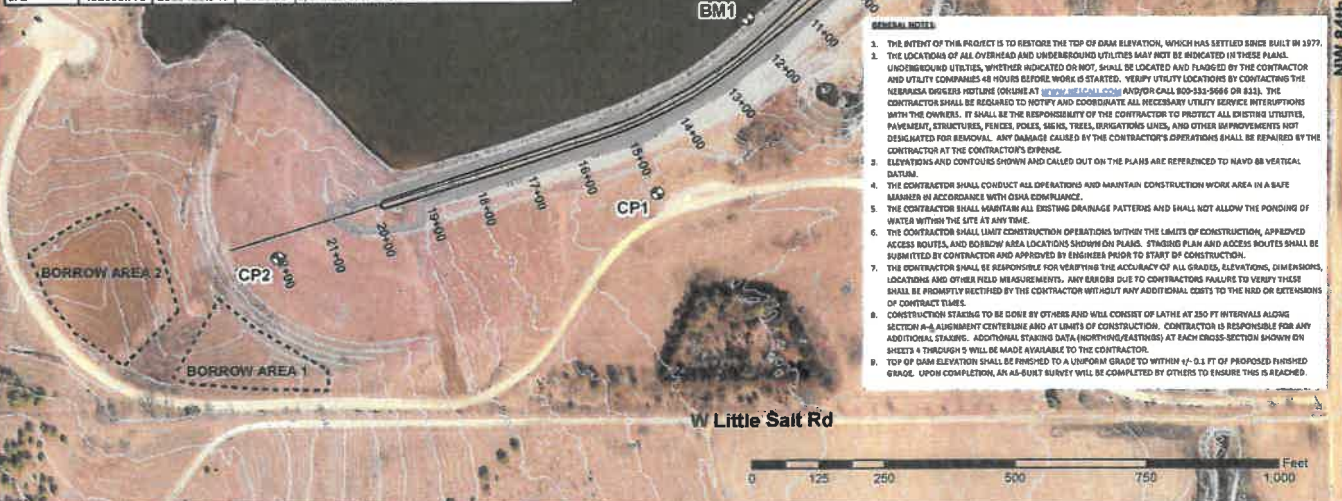 BM1
11+00
12+00
13+00
14+00
15+00
16+00
17+00
18+00
19+00
20+00
21+00
CP1
CP2
BORROW AREA 2
BORROW AREA 1
W Little Salt Rd
0 125 250 500 750 1,000 Feet
GENERAL NOTES
1. THE INTENT OF THIS PROJECT IS TO RESTORE THE TOP OF DAM ELEVATION, WHICH HAS SETTLED SINCE BUILT IN 1977.
2. THE LOCATIONS OF ALL OVERHEAD AND UNDERGROUND UTILITIES MAY NOT BE INDICATED IN THESE PLANS.
UNDERGROUND UTILITIES, WHETHER INDICATED OR NOT, SHALL BE LOCATED AND FLAGGED BY THE CONTRACTOR
AND UTILITY COMPANIES 48 HOURS BEFORE WORK IS STARTED. VERIFY UTILITY LOCATIONS BY CONTACTING THE
NEBRASKA DIGGERS HOTLINE (ONLINE AT WWW.NE1CALL.COM AND/OR CALL 800-331-5666 OR 811). THE
CONTRACTOR SHALL BE REQUIRED TO NOTIFY AND COORDINATE ALL NECESSARY UTILITY SERVICE INTERUPTIONS
WITH THE OWNERS. IT SHALL BE THE RESPONSIBILITY OF THE CONTRACTOR TO PROTECT ALL EXISTING UTILITIES,
PAVEMENT, STRUCTURES, FENCES, POLES, SIGNS, TREES, IRRIGATIONS LINES, AND OTHER IMPROVEMENTS NOT
DESIGNATED FOR REMOVAL. ANY DAMAGE CAUSED BY THE CONTRACTOR'S OPERATIONS SHALL BE REPAIRED BY THE
CONTRACTOR AT THE CONTRACTOR'S EXPENSE.
3. ELEVATIONS AND CONTOURS SHOWN AND CALLED OUT ON THE PLANS ARE REFERENCED TO NAVD 88 VERTICAL
DATUM.
4. THE CONTRACTOR SHALL CONDUCT ALL OPERATIONS AND MAINTAIN CONSTRUCTION WORK AREA IN A SAFE
MANNER IN ACCORDANCE WITH OSHA COMPLIANCE.
5. THE CONTRACTOR SHALL MAINTAIN ALL EXISTING DRAINAGE PATTERNS AND SHALL NOT ALLOW THE PONDING OF
WATER WITHIN THE SITE AT ANY TIME.
6. THE CONTRACTOR SHALL LIMIT CONSTRUCTION OPERATIONS WITHIN THE LIMITS OF CONSTRUCTION, APPROVED
ACCESS ROUTES, AND BORROW AREA LOCATIONS SHOWN ON PLANS. STAGING PLAN AND ACCESS ROUTES SHALL BE
SUBMITTED BY CONTRACTOR AND APPROVED BY ENGINEER PRIOR TO START OF CONSTRUCTION.
7. THE CONTRACTOR SHALL BE RESPONSIBLE FOR VERIFYING THE ACCURACY OF ALL GRADES, ELEVATIONS, DIMENSIONS,
LOCATIONS AND OTHER FIELD MEASUREMENTS. ANY ERRORS DUE TO CONTRACTORS FAILURE TO VERIFY THESE
SHALL BE PROMPTLY RECTIFIED BY THE CONTRACTOR WITHOUT ANY ADDITIONAL COSTS TO THE NRD OR EXTENSIONS
OF CONTRACT TIMES.
8. CONSTRUCTION STAKING TO BE DONE BY OTHERS AND WILL CONSIST OF LATHE AT 250 FT INTERVALS ALONG
SECTION A-A ALIGNMENT CENTERLINE AND AT LIMITS OF CONSTRUCTION. CONTRACTOR IS RESPONSIBLE FOR ANY
ADDITIONAL STAKING. ADDITIONAL STAKING DATA (NORTHING/EASTINGS) AT EACH CROSS-SECTION SHOWN ON
SHEETS 4 THROUGH 5 WILL BE MADE AVAILABLE TO THE CONTRACTOR.
9. TOP OF DAM ELEVATION SHALL BE FINISHED TO A UNIFORM GRADE TO WITHIN +/- 0.1 FT OF PROPOSED FINISHED
GRADE. UPON COMPLETION, AN AS-BUILT SURVEY WILL BE COMPLETED BY OTHERS TO ENSURE THIS IS REACHED.